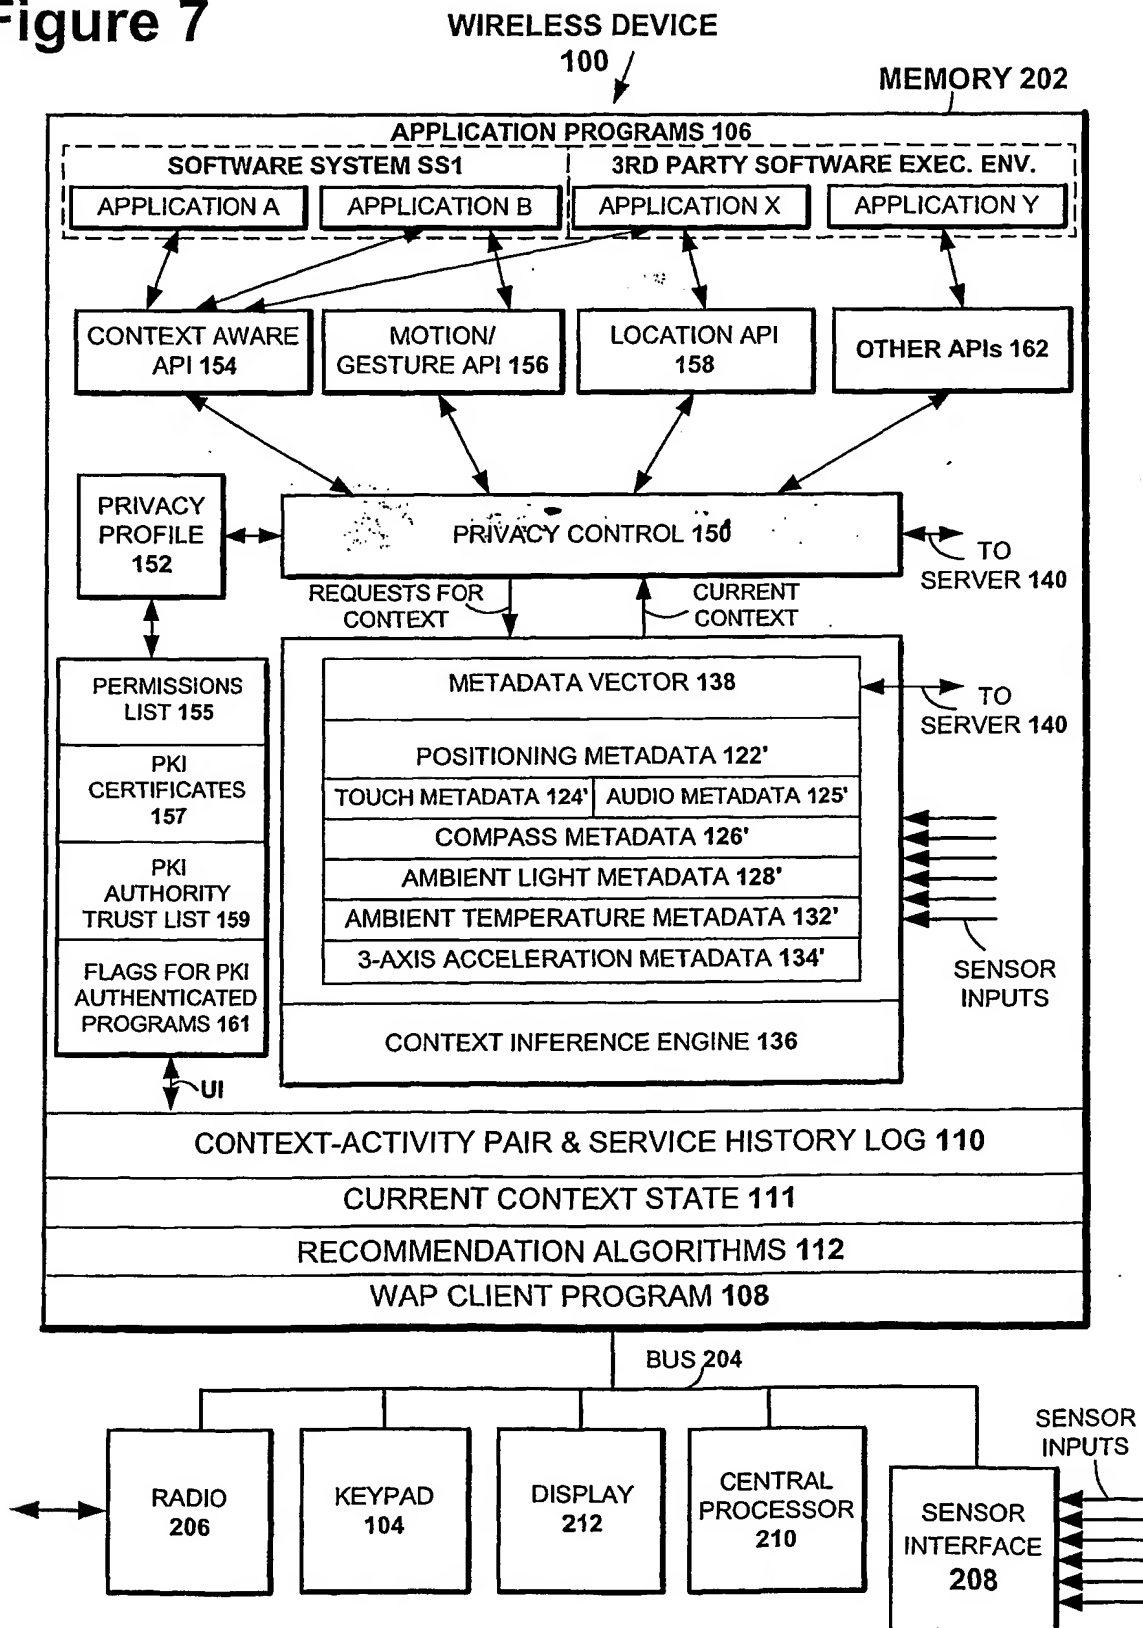 Figure 7
WIRELESS DEVICE
100
MEMORY 202
APPLICATION PROGRAMS 106
SOFTWARE SYSTEM SS1
3RD PARTY SOFTWARE EXEC. ENV.
APPLICATION A
APPLICATION B
APPLICATION X
APPLICATION Y
CONTEXT AWARE
API 154
MOTION/
GESTURE API 156
LOCATION API
158
OTHER APIs 162
PRIVACY
PROFILE
152
PRIVACY CONTROL 150
TO
SERVER 140
REQUESTS FOR
CONTEXT
CURRENT
CONTEXT
PERMISSIONS
LIST 155
PKI
CERTIFICATES
157
PKI
AUTHORITY
TRUST LIST 159
FLAGS FOR PKI
AUTHENTICATED
PROGRAMS 161
UI
METADATA VECTOR 138
TO
SERVER 140
POSITIONING METADATA 122'
TOUCH METADATA 124'
AUDIO METADATA 125'
COMPASS METADATA 126'
AMBIENT LIGHT METADATA 128'
AMBIENT TEMPERATURE METADATA 132'
3-AXIS ACCELERATION METADATA 134'
SENSOR
INPUTS
CONTEXT INFERENCE ENGINE 136
CONTEXT-ACTIVITY PAIR & SERVICE HISTORY LOG 110
CURRENT CONTEXT STATE 111
RECOMMENDATION ALGORITHMS 112
WAP CLIENT PROGRAM 108
BUS 204
RADIO
206
KEYPAD
104
DISPLAY
212
CENTRAL
PROCESSOR
210
SENSOR
INTERFACE
208
SENSOR
INPUTS